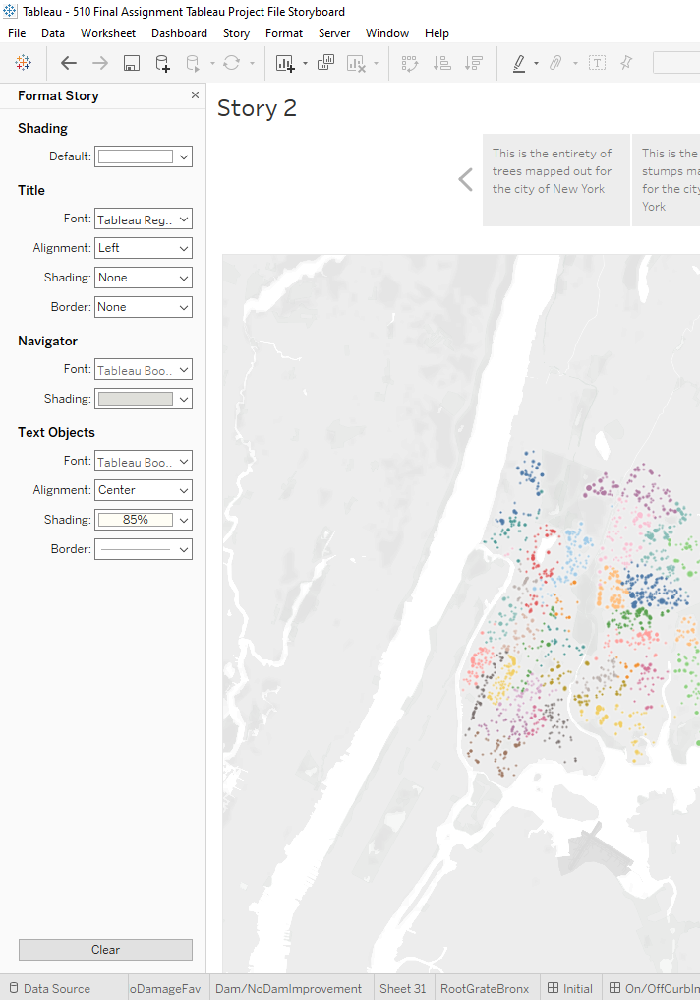 Tableau - 510 Final Assignment Tableau Project File Storyboard
File Data Worksheet Dashboard Story Format Server Window Help
Format Story
Shading
Default:
Title
Font: Tableau Reg..
Alignment: Left
Shading: None
Border: None
Navigator
Font: Tableau Boo..
Shading:
Text Objects
Font: Tableau Boo..
Alignment: Center
Shading: 85%
Border:
Clear
Story 2
This is the entirety of
trees mapped out for
the city of New York
This is the
stumps ma
for the city
York
Data Source oDamageFav Dam/NoDamImprovement Sheet 31 RootGrateBronx Initial On/OffCurbIm